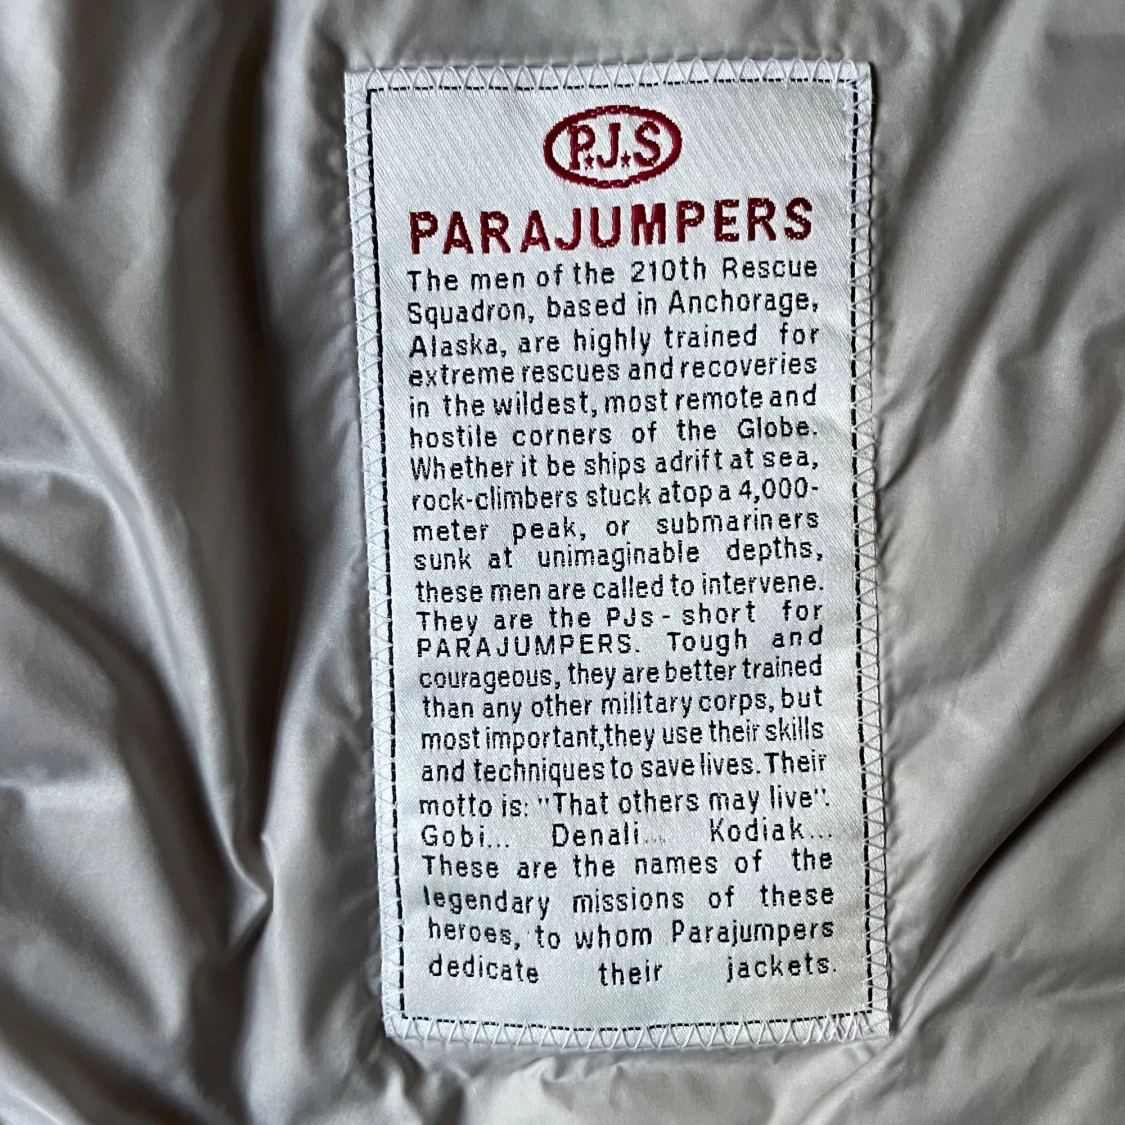 P.J.S
PARAJUMPERS
The men of the 210th Rescue
Squadron, based in Anchorage,
Alaska, are highly trained for
extreme rescues and recoveries
in the wildest, most remote and
hostile corners of the Globe.
Whether it be ships adrift at sea,
rock-climbers stuck atop a 4,000-
meter peak, or submariners
sunk at unimaginable depths,
these men are called to intervene.
They are the PJs - short for
PARAJUMPERS. Tough and
courageous, they are better trained
than any other military corps, but
most important,they use their skills
and techniques to save lives. Their
motto is: "That others may live".
Gobi... Denali... Kodiak...
These are the names of the
legendary missions of these
heroes, to whom Parajumpers
dedicate their jackets.